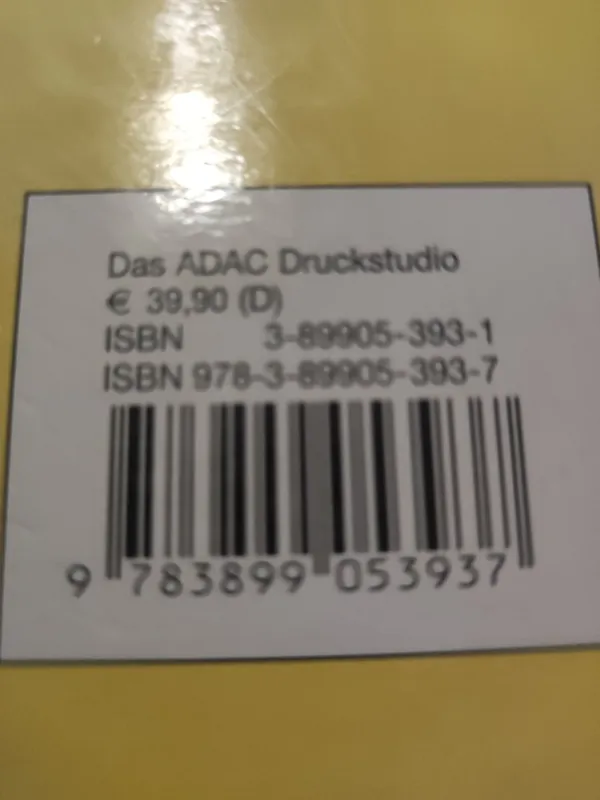 Das ADAC Druckstudio
€ 39,90 (D)
ISBN 3-89905-393-1
ISBN 978-3-89905-393-7
9 783899 053937